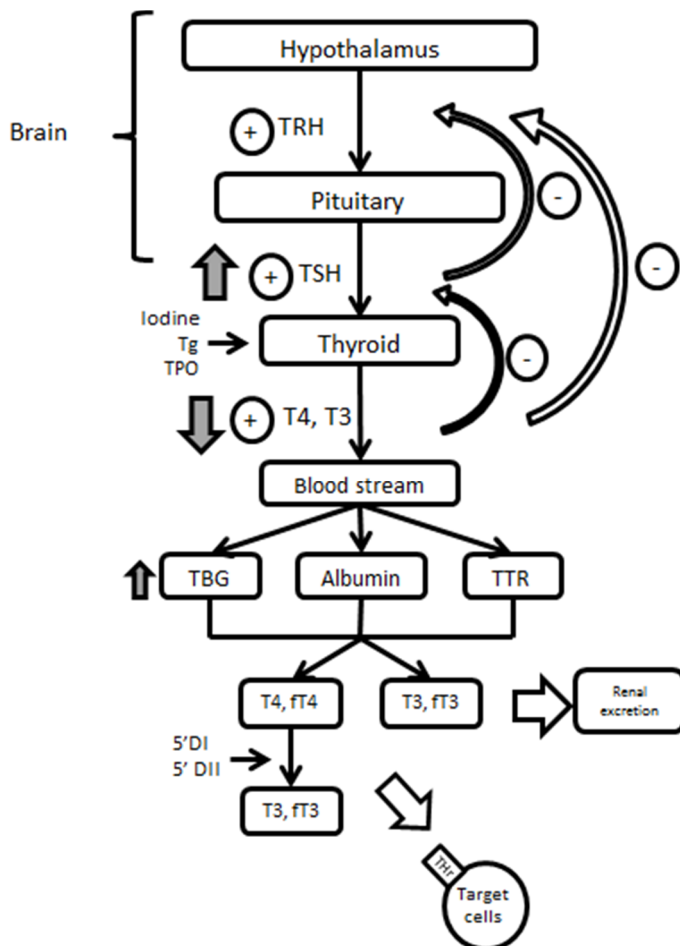 Hypothalamus
Brain
+ TRH
-
Pituitary
-
+ TSH
Iodine
Tg
TPO
Thyroid
-
+ T4, T3
Blood stream
TBG
Albumin
TTR
T4, fT4
T3, fT3
Renal
excretion
5'DI
5' DII
T3, fT3
THr
Target
cells